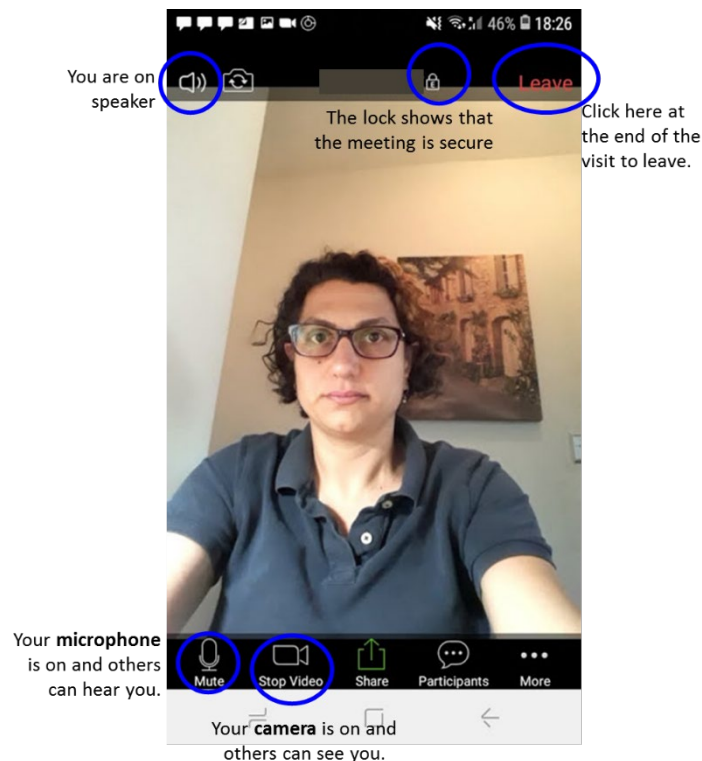 46% 18:26
You are on
speaker
Leave
The lock shows that
the meeting is secure
Click here at
the end of the
visit to leave.
Your microphone
is on and others
can hear you.
Mute
Stop Video
Share
Participants
More
Your camera is on and
others can see you.